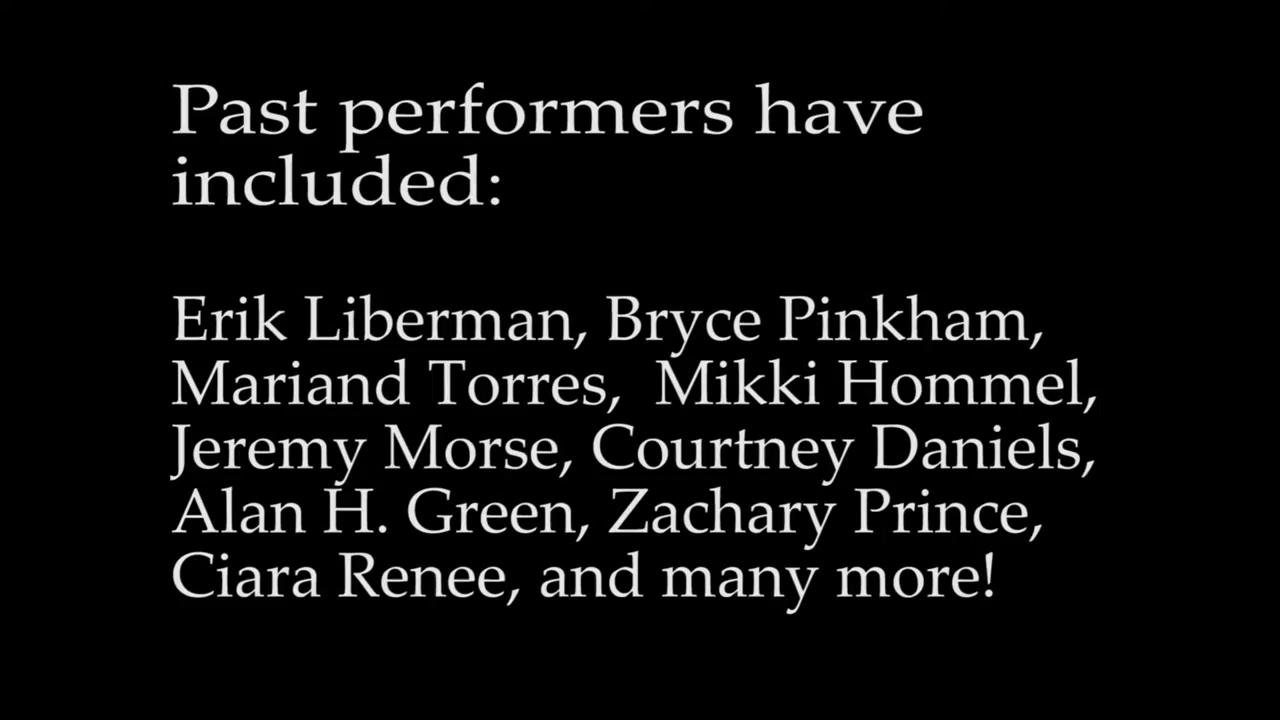 Past performers have
included:
Erik Liberman, Bryce Pinkham,
Mariand Torres,  Mikki Hommel,
Jeremy Morse, Courtney Daniels,
Alan H. Green, Zachary Prince,
Ciara Renee, and many more!